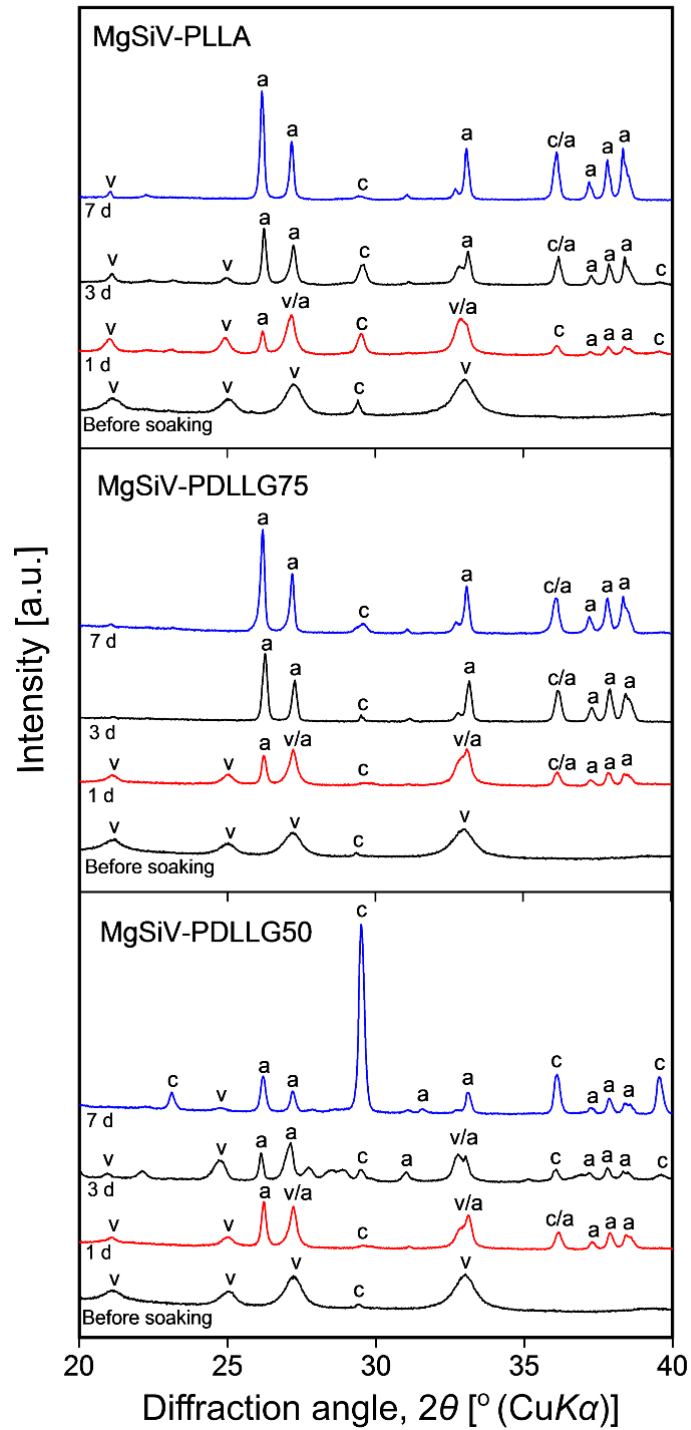 MgSiV-PLLA
a
a
a
c/a
a
a
a
v
c
7 d
a
a
a
c/a
a
a
a
v
v
c
c
3 d
v
v
a
v/a
c
v/a
c
a
a
a
c
1 d
v
v
v
c
v
Before soaking
MgSiV-PDLLG75
a
a
a
c/a
a
a
a
c
7 d
a
a
a
c/a
a
a
a
c
3 d
v
v
a
v/a
c
v/a
c/a
a
a
a
1 d
v
v
v
c
v
Before soaking
MgSiV-PDLLG50
c
c
v
a
a
a
a
c
a
a
a
c
7 d
v
v
a
a
c
a
v/a
c
a
a
a
c
3 d
v
v
a
v/a
c
v/a
c/a
a
a
a
1 d
v
v
v
c
v
Before soaking
20
25
30
35
40
Intensity [a.u.]
Diffraction angle, 2θ [° (CuKα)]